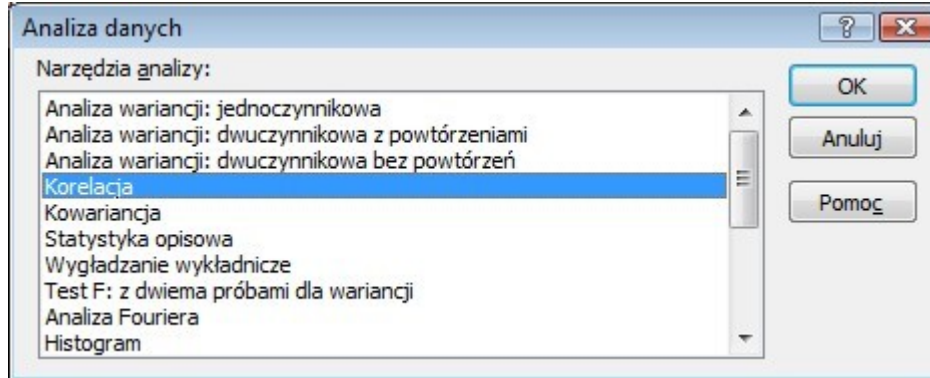 Analiza danych
Narzędzia analizy:
Analiza wariancji: jednoczynnikowa
Analiza wariancji: dwuczynnikowa z powtórzeniami
Analiza wariancji: dwuczynnikowa bez powtórzeń
Korelacja
Kowariancja
Statystyka opisowa
Wygładzanie wykładnicze
Test F: z dwiema próbami dla wariancji
Analiza Fouriera
Histogram
OK
Anuluj
Pomoc